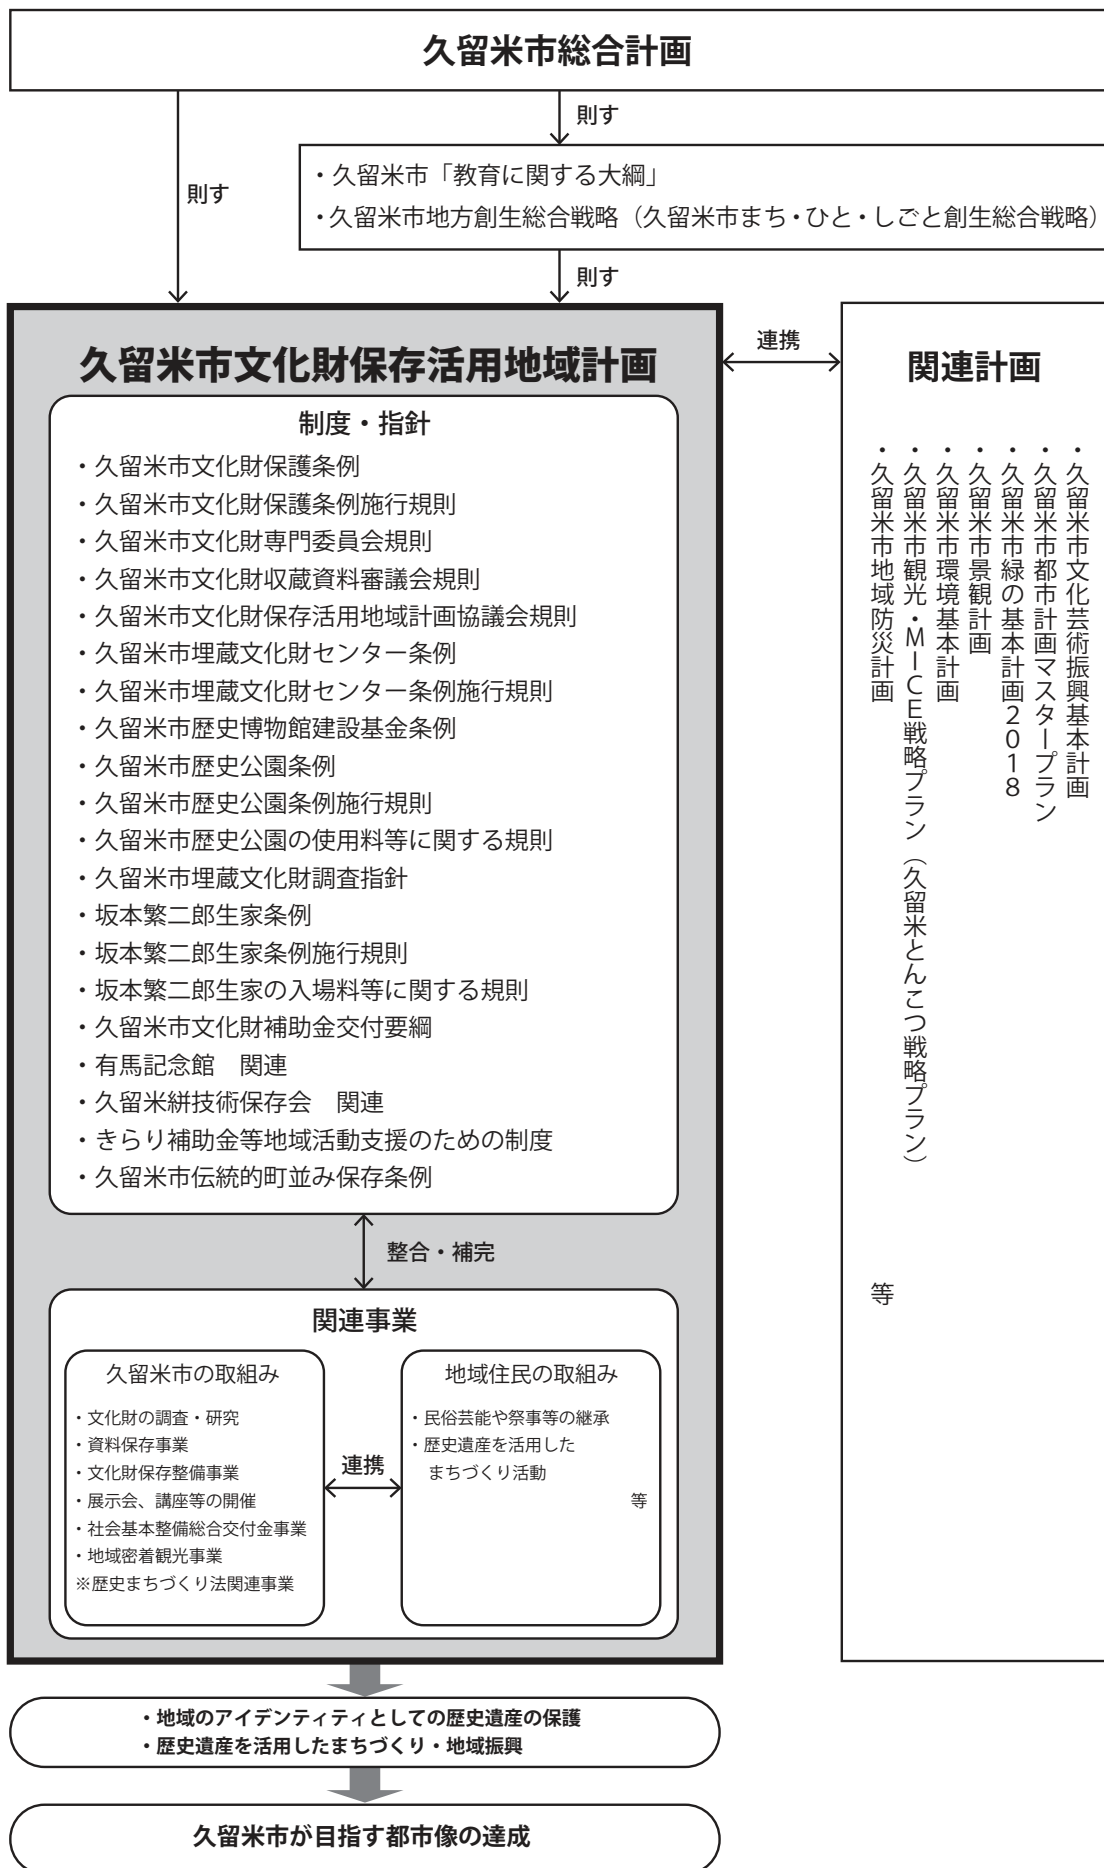 久留米市総合計画
則す
則す
・久留米市「教育に関する大綱」
・久留米市地方創生総合戦略（久留米市まち・ひと・しごと創生総合戦略）
則す
久留米市文化財保存活用地域計画
制度・指針
・久留米市文化財保護条例
・久留米市文化財保護条例施行規則
・久留米市文化財専門委員会規則
・久留米市文化財収蔵資料審議会規則
・久留米市文化財保存活用地域計画協議会規則
・久留米市埋蔵文化財センター条例
・久留米市埋蔵文化財センター条例施行規則
・久留米市歴史博物館建設基金条例
・久留米市歴史公園条例
・久留米市歴史公園条例施行規則
・久留米市歴史公園の使用料等に関する規則
・久留米市埋蔵文化財調査指針
・坂本繁二郎生家条例
・坂本繁二郎生家条例施行規則
・坂本繁二郎生家の入場料等に関する規則
・久留米市文化財補助金交付要綱
・有馬記念館　関連
・久留米絣技術保存会　関連
・きらり補助金等地域活動支援のための制度
・久留米市伝統的町並み保存条例
整合・補完
関連事業
久留米市の取組み
・文化財の調査・研究
・資料保存事業
・文化財保存整備事業
・展示会、講座等の開催
・社会基本整備総合交付金事業
・地域密着観光事業
※歴史まちづくり法関連事業
連携
地域住民の取組み
・民俗芸能や祭事等の継承
・歴史遺産を活用した
まちづくり活動
等
連携
関連計画
・久留米市文化芸術振興基本計画
・久留米市都市計画マスタープラン
・久留米市緑の基本計画２０１８
・久留米市景観計画
・久留米市環境基本計画
・久留米市観光・ＭＩＣＥ戦略プラン（久留米とんこつ戦略プラン）
・久留米市地域防災計画
等
・地域のアイデンティティとしての歴史遺産の保護
・歴史遺産を活用したまちづくり・地域振興
久留米市が目指す都市像の達成